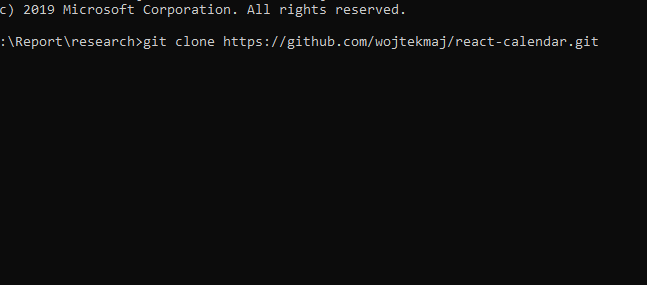 c) 2019 Microsoft Corporation. All rights reserved.
:\Report\research>git clone https://github.com/wojtekmaj/react-calendar.git